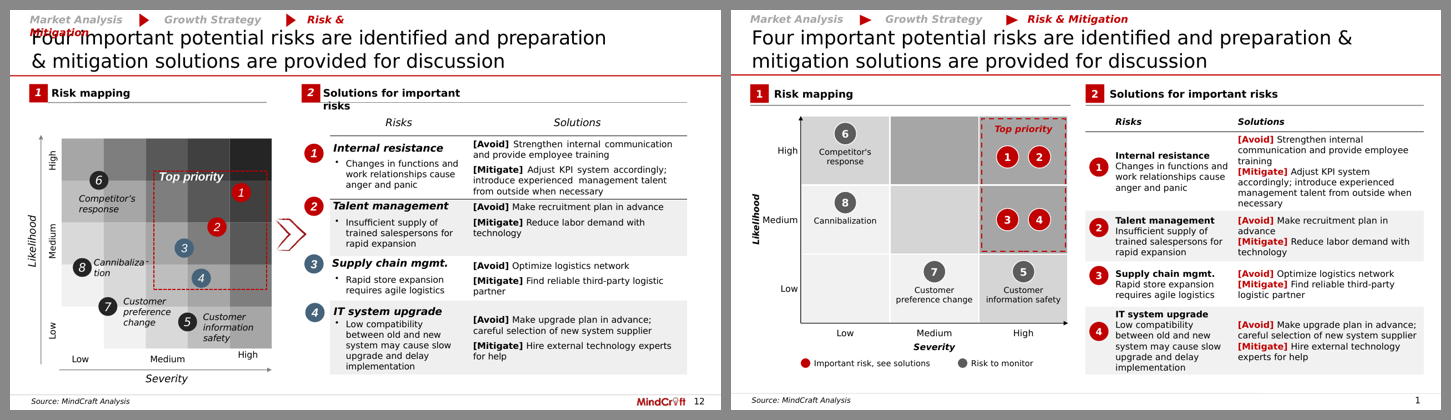 Market Analysis Growth Strategy Risk &
Mitigation
Four important potential risks are identified and preparation
& mitigation solutions are provided for discussion
1 Risk mapping
Likelihood
High
Medium
Low
Top priority
6
Competitor's
response
1
2
3
4
8 Cannibaliza-
tion
7 Customer
preference
change
5 Customer
information
safety
Low Medium High
Severity
2 Solutions for important
risks
Risks Solutions
1 Internal resistance
• Changes in functions and
work relationships cause
anger and panic
[Avoid] Strengthen internal communication
and provide employee training
[Mitigate] Adjust KPI system accordingly;
introduce experienced management talent
from outside when necessary
2 Talent management
• Insufficient supply of
trained salespersons for
rapid expansion
[Avoid] Make recruitment plan in advance
[Mitigate] Reduce labor demand with
technology
3 Supply chain mgmt.
• Rapid store expansion
requires agile logistics
[Avoid] Optimize logistics network
[Mitigate] Find reliable third-party logistic
partner
4 IT system upgrade
• Low compatibility
between old and new
system may cause slow
upgrade and delay
implementation
[Avoid] Make upgrade plan in advance;
careful selection of new system supplier
[Mitigate] Hire external technology experts
for help
Source: MindCraft Analysis
MindCraft 12
Market Analysis Growth Strategy Risk & Mitigation
Four important potential risks are identified and preparation &
mitigation solutions are provided for discussion
1 Risk mapping
Likelihood
High
Medium
Low
6
Competitor's
response
Top priority
1 2
8
Cannibalization
3 4
7
Customer
preference change
5
Customer
information safety
Low Medium High
Severity
Important risk, see solutions Risk to monitor
2 Solutions for important risks
Risks Solutions
1
Internal resistance
Changes in functions and
work relationships cause
anger and panic
[Avoid] Strengthen internal
communication and provide employee
training
[Mitigate] Adjust KPI system
accordingly; introduce experienced
management talent from outside when
necessary
2
Talent management
Insufficient supply of
trained salespersons for
rapid expansion
[Avoid] Make recruitment plan in
advance
[Mitigate] Reduce labor demand with
technology
3
Supply chain mgmt.
Rapid store expansion
requires agile logistics
[Avoid] Optimize logistics network
[Mitigate] Find reliable third-party
logistic partner
4
IT system upgrade
Low compatibility
between old and new
system may cause slow
upgrade and delay
implementation
[Avoid] Make upgrade plan in advance;
careful selection of new system supplier
[Mitigate] Hire external technology
experts for help
Source: MindCraft Analysis
1